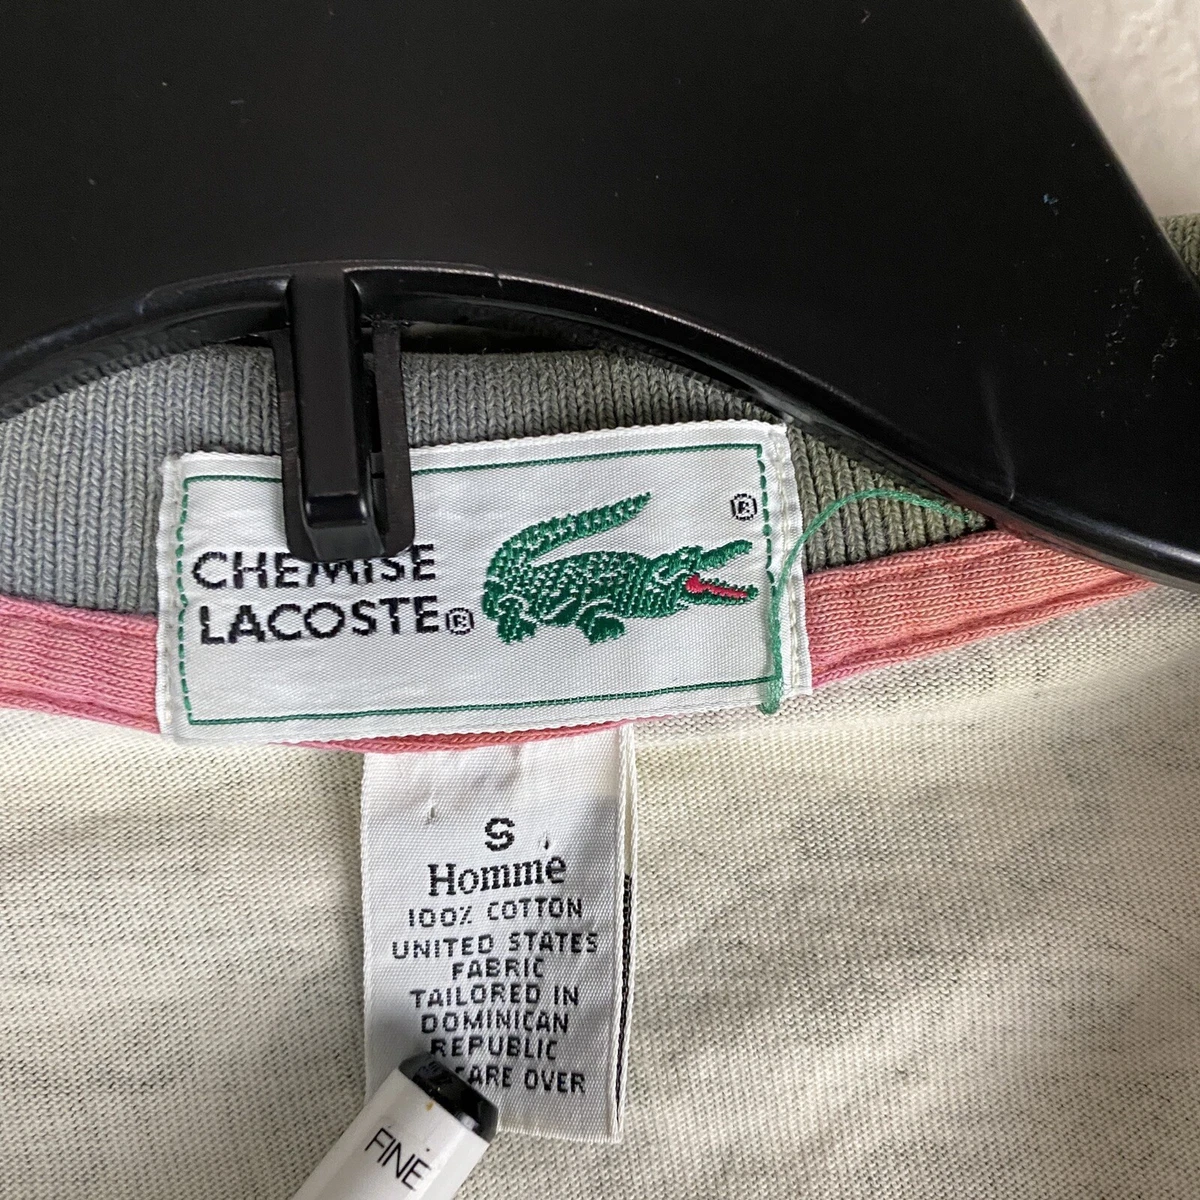 CHEMISE
LACOSTE®
®
S
Homme
100% COTTON
UNITED STATES
FABRIC
TAILORED IN
DOMINICAN
REPUBLIC
CARE OVER
FINE